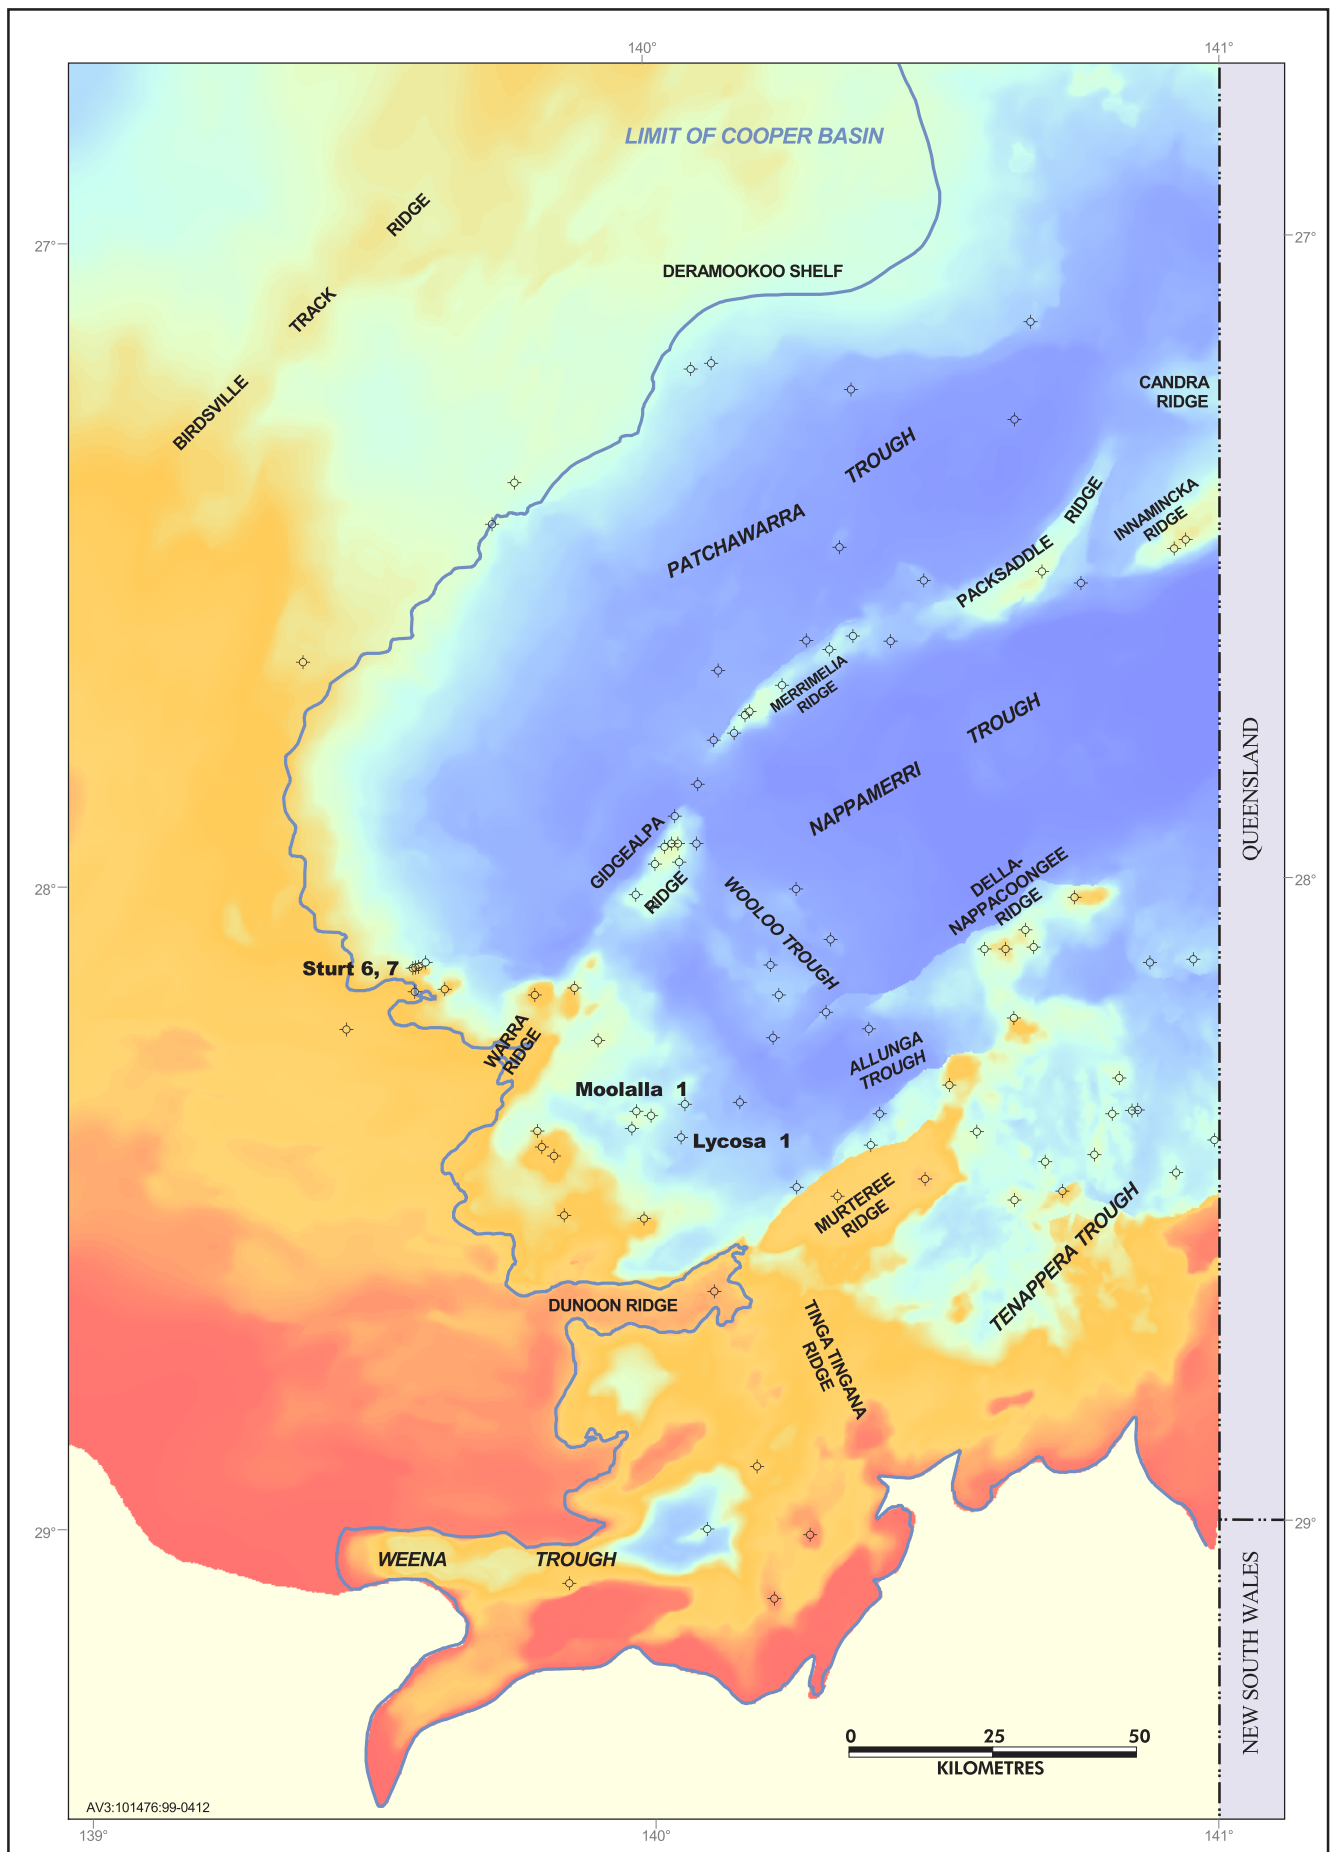 140°
141°
LIMIT OF COOPER BASIN
RIDGE
27°
27°
DERAMOOKOO SHELF
TRACK
BIRDSVILLE
CANDRA
RIDGE
TROUGH
PATCHAWARRA
RIDGE
INNAMINCKA
RIDGE
PACKSADDLE
MERRIMELIA
RIDGE
TROUGH
NAPPAMERRI
QUEENSLAND
GIDGEALPA
RIDGE
WOOLOO TROUGH
DELLA-
NAPPACOONGEE
RIDGE
28°
28°
Sturt 6, 7
WARRA
RIDGE
ALLUNGA
TROUGH
Moolalla 1
Lycosa 1
MURTEREE
RIDGE
TENAPPERA TROUGH
DUNOON RIDGE
TINGA TINGANA
RIDGE
29°
29°
WEENA TROUGH
NEW SOUTH WALES
0 25 50
KILOMETRES
AV3:101476:99-0412
139°
140°
141°